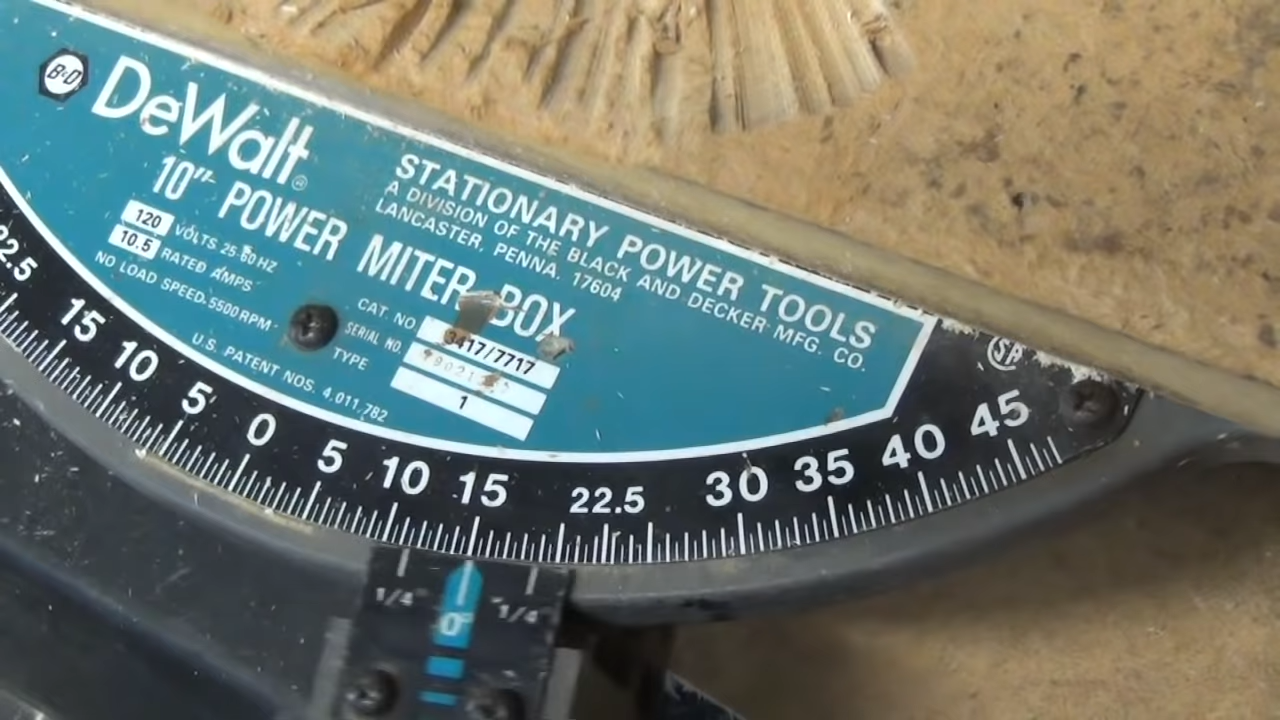 B&D
DeWalt®
10" POWER MITER BOX
STATIONARY POWER TOOLS
A DIVISION OF THE BLACK AND DECKER MFG. CO.
LANCASTER, PENNA. 17604
120 VOLTS 25-60 HZ
10.5 RATED AMPS
NO LOAD SPEED-5500RPM
CAT. NO. 3417/7717
SERIAL NO.
TYPE 1
U.S. PATENT NOS. 4,011,782
SA
22.5 15 10 5 0 5 10 15 22.5 30 35 40 45
1/4° 0° 1/4°